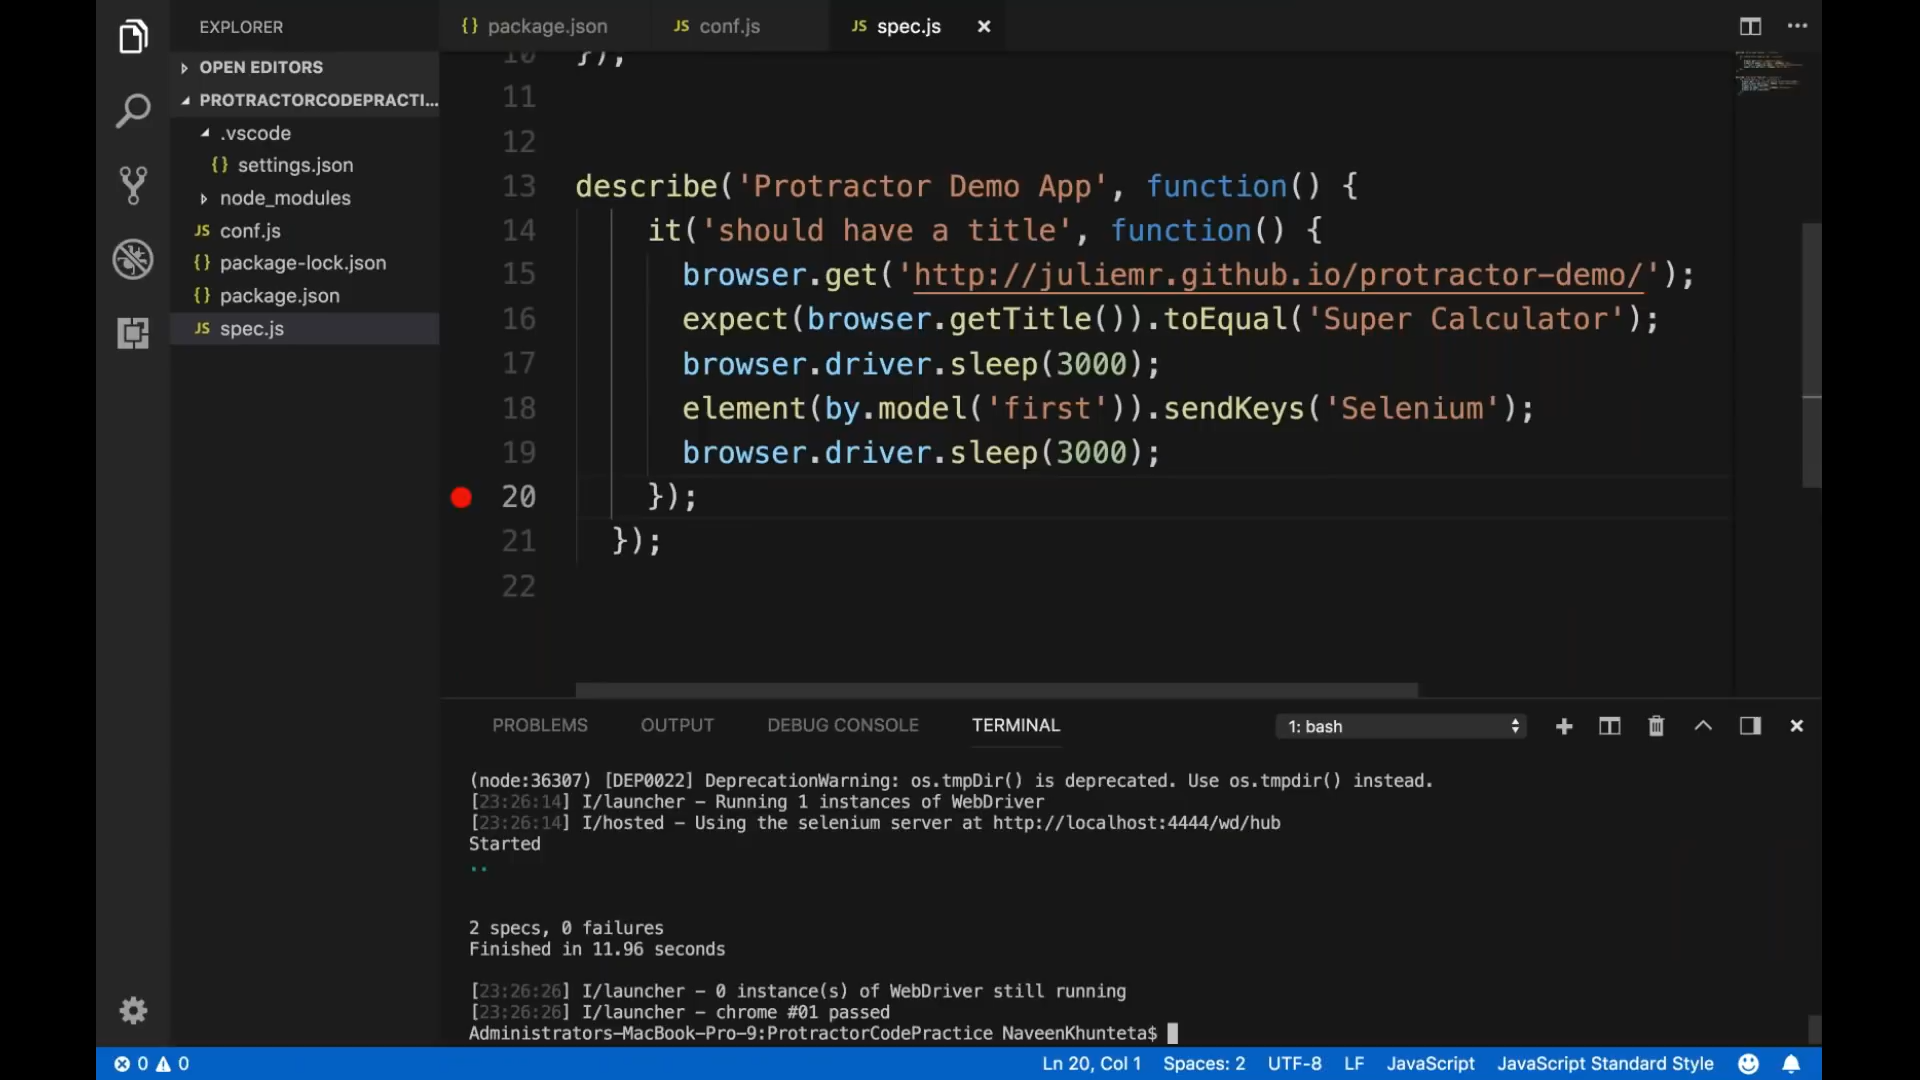 EXPLORER
OPEN EDITORS
PROTRACTORCODEPRACTI...
.vscode
{} settings.json
node_modules
JS conf.js
{} package-lock.json
{} package.json
JS spec.js
{} package.json
JS conf.js
JS spec.js
10 });
11
12
13 describe('Protractor Demo App', function() {
14 it('should have a title', function() {
15 browser.get('http://juliemr.github.io/protractor-demo/');
16 expect(browser.getTitle()).toEqual('Super Calculator');
17 browser.driver.sleep(3000);
18 element(by.model('first')).sendKeys('Selenium');
19 browser.driver.sleep(3000);
20 });
21 });
22
PROBLEMS OUTPUT DEBUG CONSOLE TERMINAL 1: bash
(node:36307) [DEP0022] DeprecationWarning: os.tmpDir() is deprecated. Use os.tmpdir() instead.
[23:26:14] I/launcher - Running 1 instances of WebDriver
[23:26:14] I/hosted - Using the selenium server at http://localhost:4444/wd/hub
Started
..
2 specs, 0 failures
Finished in 11.96 seconds
[23:26:26] I/launcher - 0 instance(s) of WebDriver still running
[23:26:26] I/launcher - chrome #01 passed
Administrators-MacBook-Pro-9:ProtractorCodePractice NaveenKhunteta$
0 0 Ln 20, Col 1 Spaces: 2 UTF-8 LF JavaScript JavaScript Standard Style